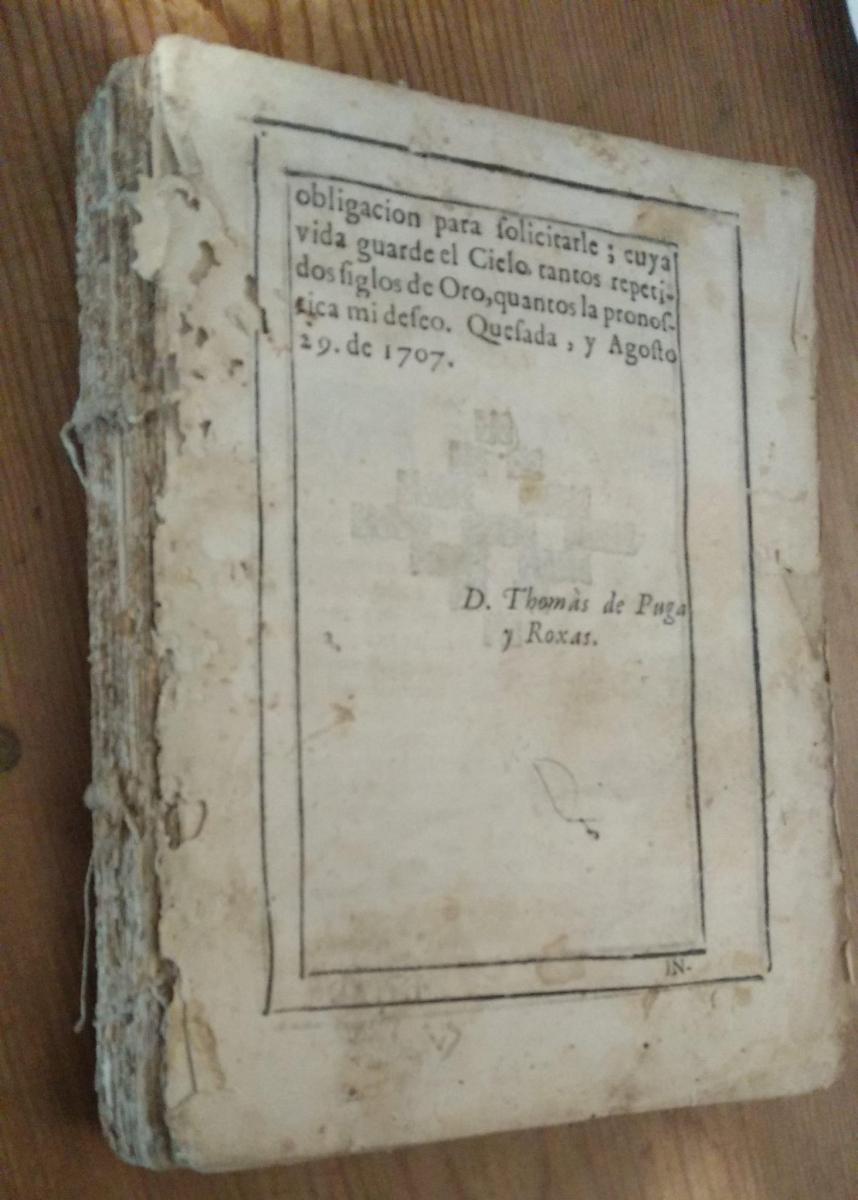 obligacion para ſolicitarle ; cuya
vida guarde el Cielo tantos repeti-
dos ſiglos de Oro, quantos la pronoſ-
tica mi deſeo. Queſada , y Agoſto
29. de 1707.
D. Thomàs de Puga
y Roxas.
IN-